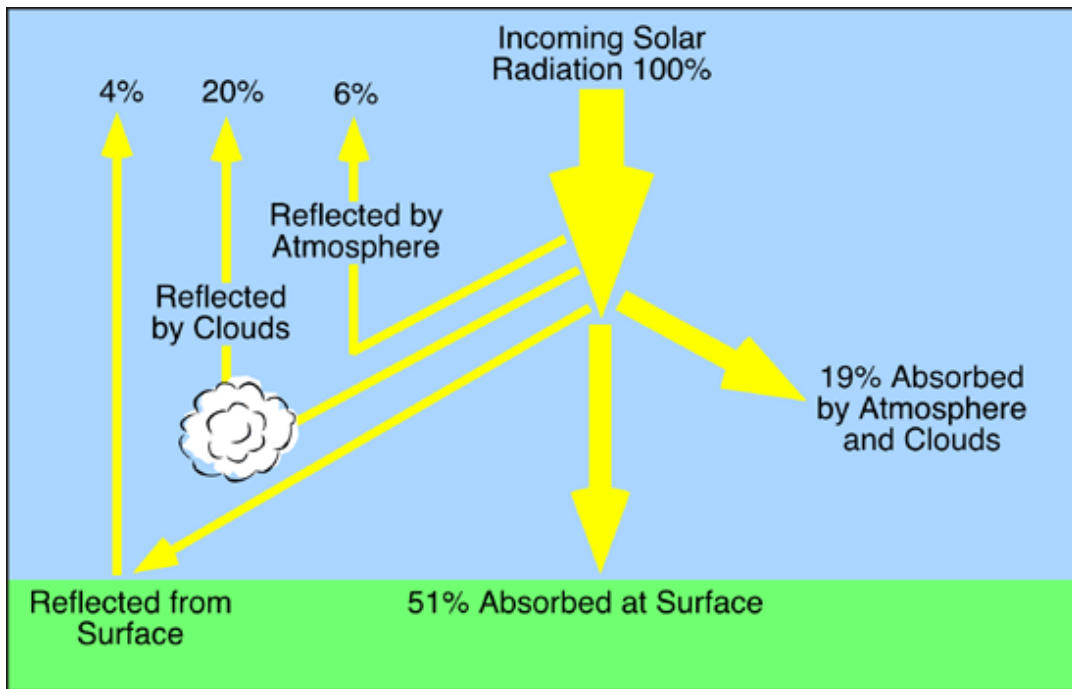 Incoming Solar
Radiation 100%
4%
20%
6%
Reflected by
Atmosphere
Reflected
by Clouds
19% Absorbed
by Atmosphere
and Clouds
Reflected from
Surface
51% Absorbed at Surface